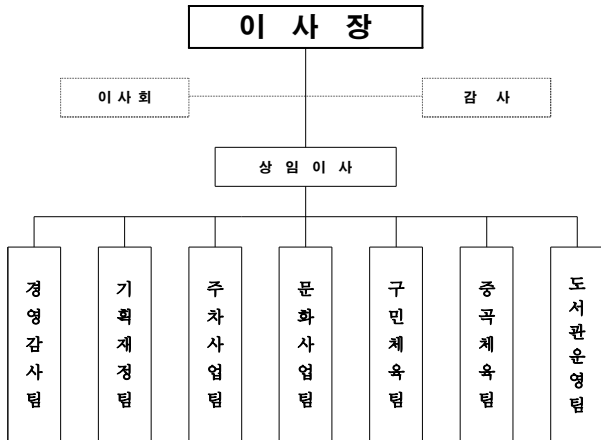 이 사 장
이 사 회
감 사
상 임 이 사
경영감사팀
기획재정팀
주차사업팀
문화사업팀
구민체육팀
중곡체육팀
도서관운영팀